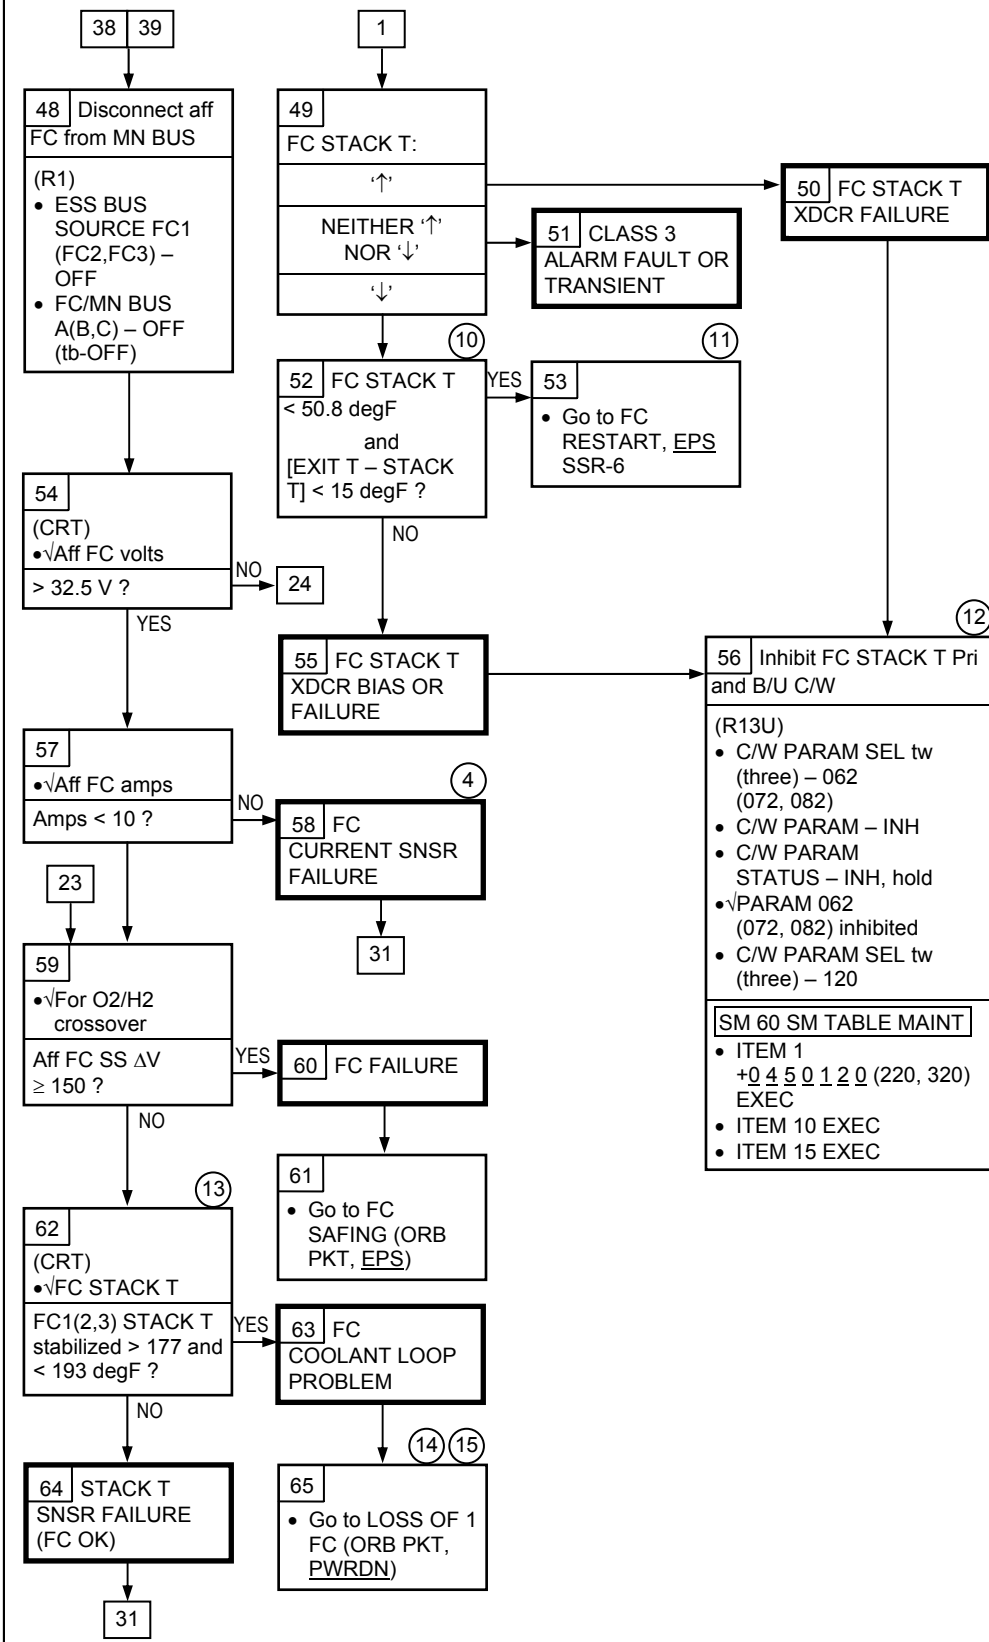 38 39
1
48 Disconnect aff
FC from MN BUS
(R1)
• ESS BUS
SOURCE FC1
(FC2,FC3) –
OFF
• FC/MN BUS
A(B,C) – OFF
(tb-OFF)
49
FC STACK T:
‘↑’
NEITHER ‘↑’
NOR ‘↓’
‘↓’
50 FC STACK T
XDCR FAILURE
51 CLASS 3
ALARM FAULT OR
TRANSIENT
10
52 FC STACK T
< 50.8 degF
and
[EXIT T – STACK
T] < 15 degF ?
YES
NO
11
53
• Go to FC
RESTART, EPS
SSR-6
54
(CRT)
•√Aff FC volts
> 32.5 V ?
NO
24
YES
55 FC STACK T
XDCR BIAS OR
FAILURE
12
56 Inhibit FC STACK T Pri
and B/U C/W
(R13U)
• C/W PARAM SEL tw
(three) – 062
(072, 082)
• C/W PARAM – INH
• C/W PARAM
STATUS – INH, hold
•√PARAM 062
(072, 082) inhibited
• C/W PARAM SEL tw
(three) – 120
SM 60 SM TABLE MAINT
• ITEM 1
+0 4 5 0 1 2 0 (220, 320)
EXEC
• ITEM 10 EXEC
• ITEM 15 EXEC
57
•√Aff FC amps
Amps < 10 ?
NO
4
58 FC
CURRENT SNSR
FAILURE
31
23
59
•√For O2/H2
crossover
Aff FC SS ΔV
≥ 150 ?
YES
NO
60 FC FAILURE
61
• Go to FC
SAFING (ORB
PKT, EPS)
13
62
(CRT)
•√FC STACK T
FC1(2,3) STACK T
stabilized > 177 and
< 193 degF ?
YES
NO
63 FC
COOLANT LOOP
PROBLEM
64 STACK T
SNSR FAILURE
(FC OK)
31
14 15
65
• Go to LOSS OF 1
FC (ORB PKT,
PWRDN)